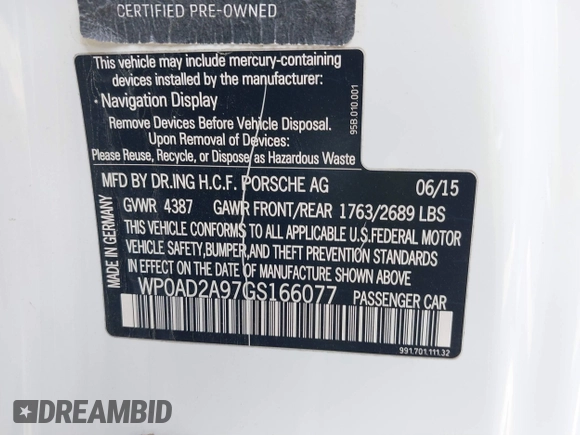 CERTIFIED PRE-OWNED
This vehicle may include mercury-containing
devices installed by the manufacturer:
• Navigation Display
Remove Devices Before Vehicle Disposal.
Upon Removal of Devices:
Please Reuse, Recycle, or Dispose as Hazardous Waste
95B.010.001
MFD BY DR.ING H.C.F. PORSCHE AG 06/15
GVWR 4387 GAWR FRONT/REAR 1763/2689 LBS
THIS VEHICLE CONFORMS TO ALL APPLICABLE U.S.FEDERAL MOTOR
VEHICLE SAFETY,BUMPER,AND THEFT PREVENTION STANDARDS
IN EFFECT ON THE DATE OF MANUFACTURE SHOWN ABOVE.
MADE IN GERMANY
WP0AD2A97GS166077 PASSENGER CAR
991.701.111.32
DREAMBID